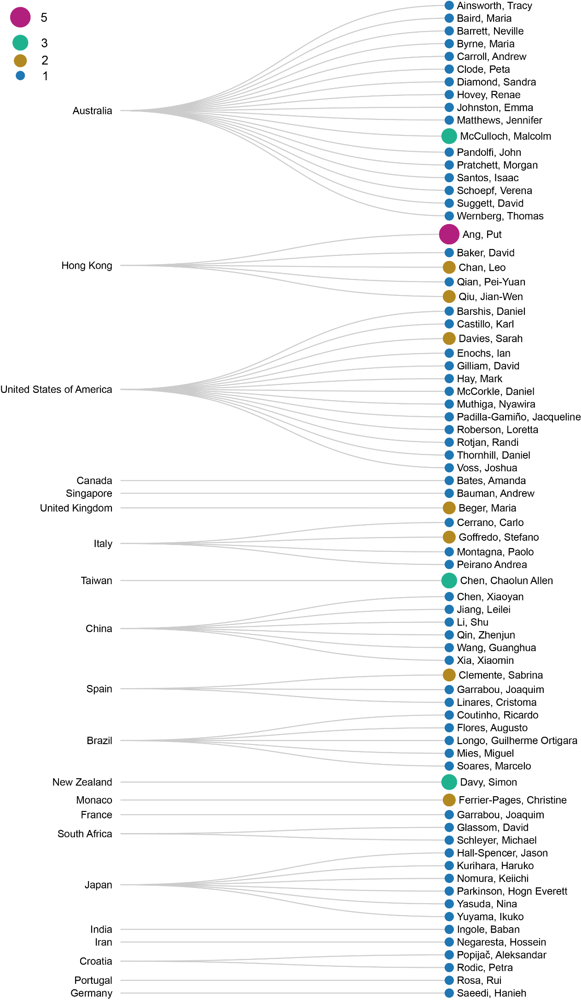 5
3
2
1
Australia
Ainsworth, Tracy
Baird, Maria
Barrett, Neville
Byrne, Maria
Carroll, Andrew
Clode, Peta
Diamond, Sandra
Hovey, Renae
Johnston, Emma
Matthews, Jennifer
McCulloch, Malcolm
Pandolfi, John
Pratchett, Morgan
Santos, Isaac
Schoepf, Verena
Suggett, David
Wernberg, Thomas
Hong Kong
Ang, Put
Baker, David
Chan, Leo
Qian, Pei-Yuan
Qiu, Jian-Wen
United States of America
Barshis, Daniel
Castillo, Karl
Davies, Sarah
Enochs, Ian
Gilliam, David
Hay, Mark
McCorkle, Daniel
Muthiga, Nyawira
Padilla-Gamiño, Jacqueline
Roberson, Loretta
Rotjan, Randi
Thornhill, Daniel
Voss, Joshua
Canada
Bates, Amanda
Singapore
Bauman, Andrew
United Kingdom
Beger, Maria
Italy
Cerrano, Carlo
Goffredo, Stefano
Montagna, Paolo
Peirano Andrea
Taiwan
Chen, Chaolun Allen
China
Chen, Xiaoyan
Jiang, Leilei
Li, Shu
Qin, Zhenjun
Wang, Guanghua
Xia, Xiaomin
Spain
Clemente, Sabrina
Garrabou, Joaquim
Linares, Cristoma
Brazil
Coutinho, Ricardo
Flores, Augusto
Longo, Guilherme Ortigara
Mies, Miguel
Soares, Marcelo
New Zealand
Davy, Simon
Monaco
Ferrier-Pages, Christine
France
Garrabou, Joaquim
South Africa
Glassom, David
Schleyer, Michael
Japan
Hall-Spencer, Jason
Kurihara, Haruko
Nomura, Keiichi
Parkinson, Hogn Everett
Yasuda, Nina
Yuyama, Ikuko
India
Ingole, Baban
Iran
Negaresta, Hossein
Croatia
Popijač, Aleksandar
Rodic, Petra
Portugal
Rosa, Rui
Germany
Saeedi, Hanieh